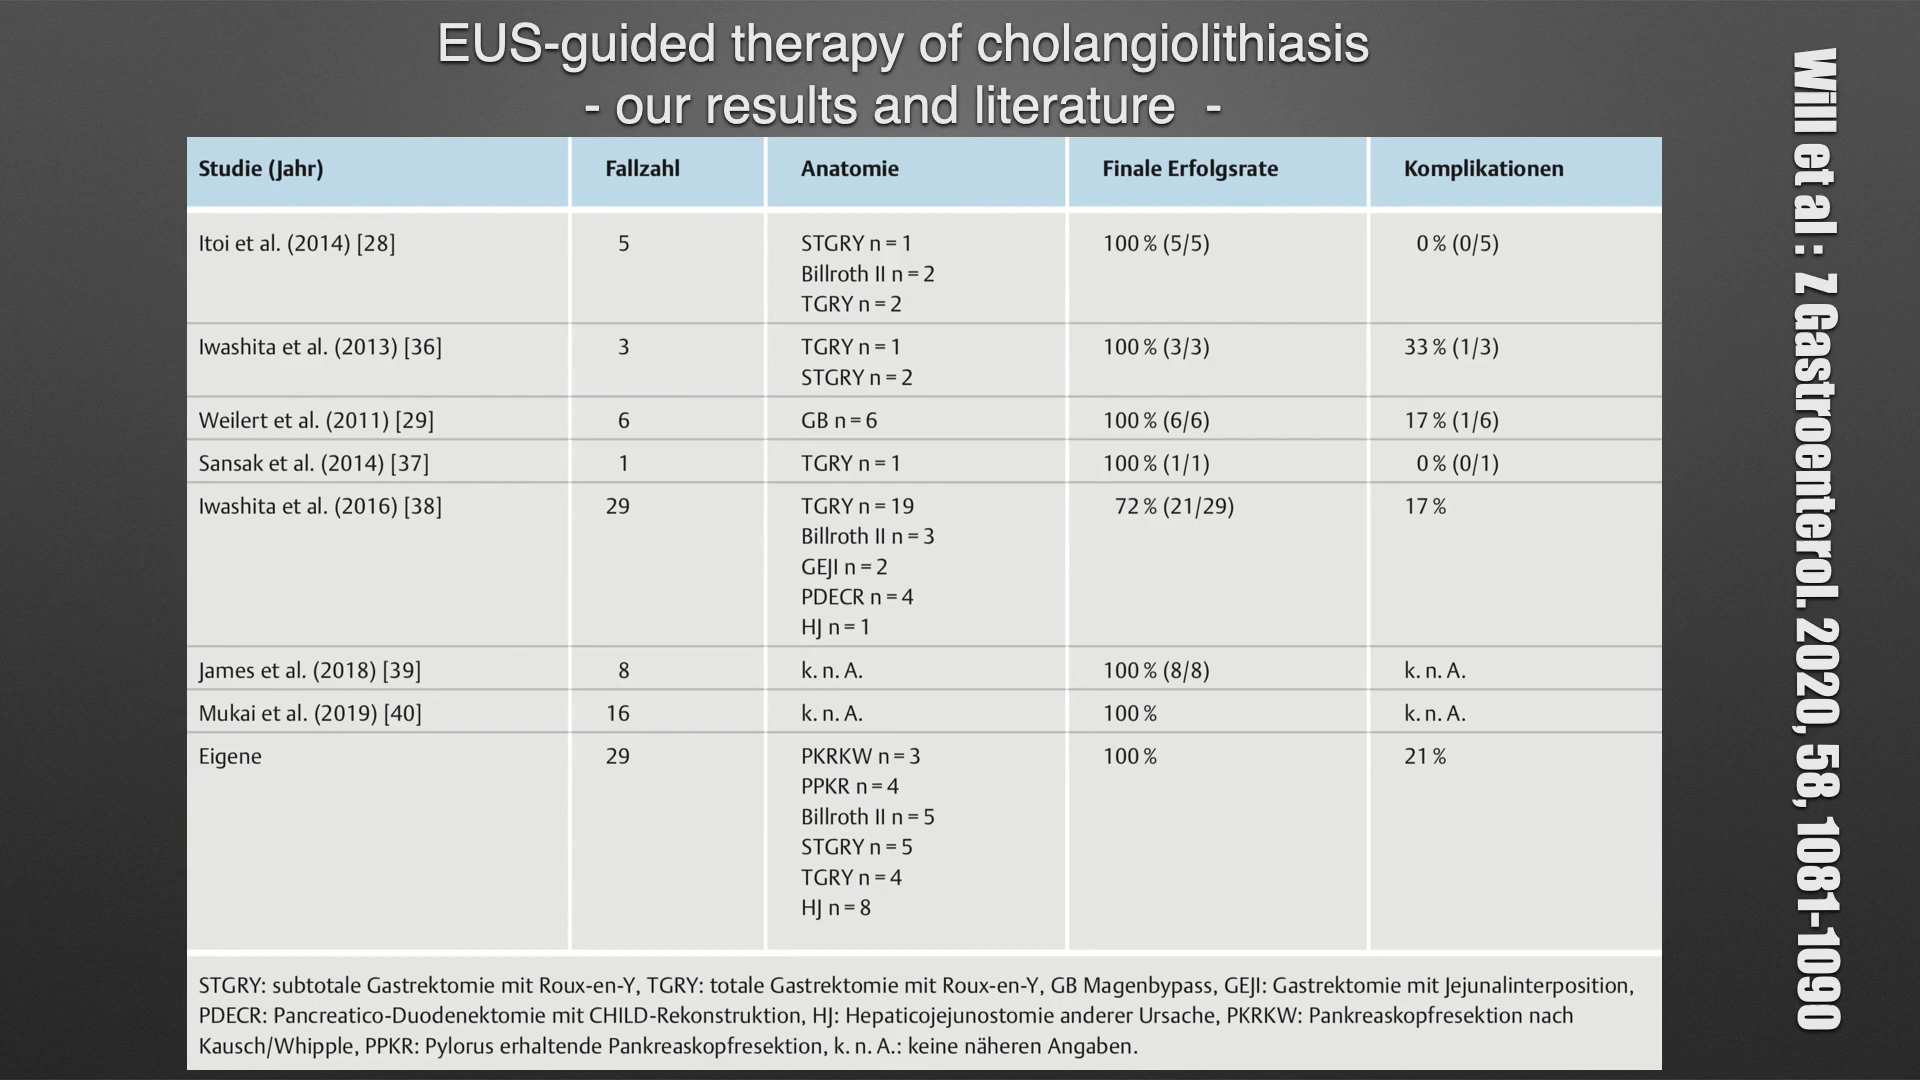 EUS-guided therapy of cholangiolithiasis
- our results and literature -
Studie (Jahr) Fallzahl Anatomie Finale Erfolgsrate Komplikationen
Itoi et al. (2014) [28] 5 STGRY n = 1 100 % (5/5) 0 % (0/5)
Billroth II n = 2
TGRY n = 2
Iwashita et al. (2013) [36] 3 TGRY n = 1 100 % (3/3) 33 % (1/3)
STGRY n = 2
Weilert et al. (2011) [29] 6 GB n = 6 100 % (6/6) 17 % (1/6)
Sansak et al. (2014) [37] 1 TGRY n = 1 100 % (1/1) 0 % (0/1)
Iwashita et al. (2016) [38] 29 TGRY n = 19 72 % (21/29) 17 %
Billroth II n = 3
GEJI n = 2
PDECR n = 4
HJ n = 1
James et al. (2018) [39] 8 k. n. A. 100 % (8/8) k. n. A.
Mukai et al. (2019) [40] 16 k. n. A. 100 % k. n. A.
Eigene 29 PKRKW n = 3 100 % 21 %
PPKR n = 4
Billroth II n = 5
STGRY n = 5
TGRY n = 4
HJ n = 8
STGRY: subtotale Gastrektomie mit Roux-en-Y, TGRY: totale Gastrektomie mit Roux-en-Y, GB Magenbypass, GEJI: Gastrektomie mit Jejunalinterposition,
PDECR: Pancreatico-Duodenektomie mit CHILD-Rekonstruktion, HJ: Hepaticojejunostomie anderer Ursache, PKRKW: Pankreaskopfresektion nach
Kausch/Whipple, PPKR: Pylorus erhaltende Pankreaskopfresektion, k. n. A.: keine näheren Angaben.
Will et al : Z Gastroenterol. 2020, 58, 1081-1090